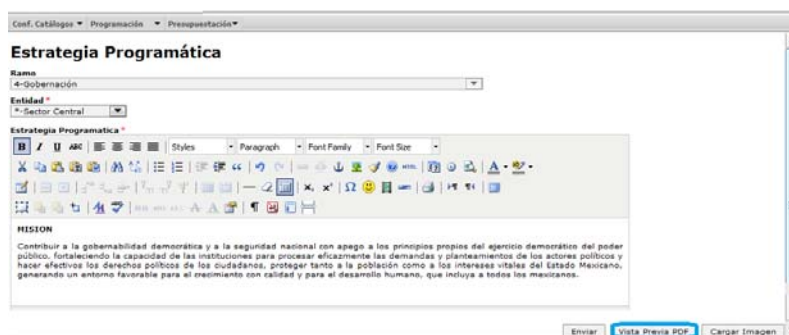 Conf. Catálogos Programación Presupuestación
Estrategia Programática
Ramo
4-Gobernación
Entidad *
*-Sector Central
Estrategia Programatica *
B I U ABC Styles Paragraph Font Family Font Size
HTML
MISION
Contribuir a la gobernabilidad democrática y a la seguridad nacional con apego a los principios propios del ejercicio democrático del poder
público, fortaleciendo la capacidad de las instituciones para procesar eficazmente las demandas y planteamientos de los actores políticos y
hacer efectivos los derechos políticos de los ciudadanos, proteger tanto a la población como a los intereses vitales del Estado Mexicano,
generando un entorno favorable para el crecimiento con calidad y para el desarrollo humano, que incluya a todos los mexicanos.
Enviar Vista Previa PDF Cargar Imagen